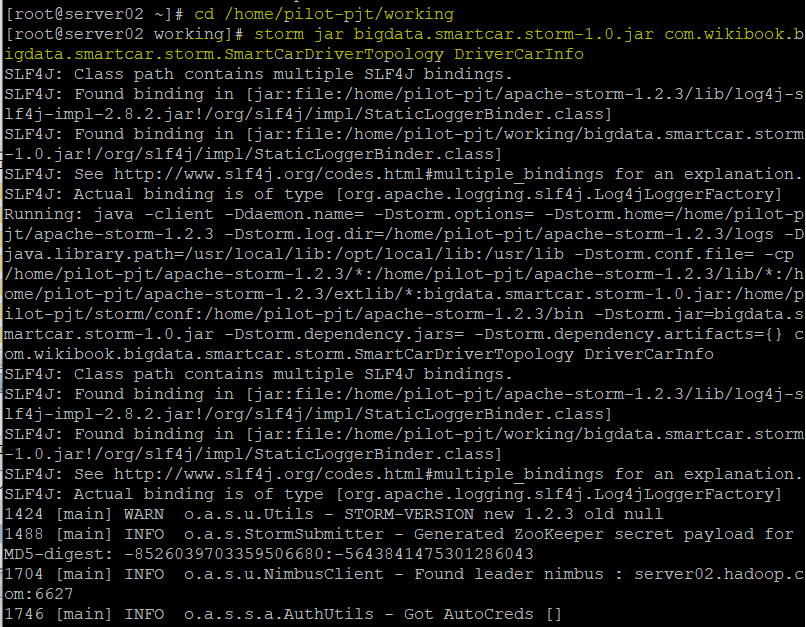 [root@server02 ~]# cd /home/pilot-pjt/working
[root@server02 working]# storm jar bigdata.smartcar.storm-1.0.jar com.wikibook.b
igdata.smartcar.storm.SmartCarDriverTopology DriverCarInfo
SLF4J: Class path contains multiple SLF4J bindings.
SLF4J: Found binding in [jar:file:/home/pilot-pjt/apache-storm-1.2.3/lib/log4j-s
lf4j-impl-2.8.2.jar!/org/slf4j/impl/StaticLoggerBinder.class]
SLF4J: Found binding in [jar:file:/home/pilot-pjt/working/bigdata.smartcar.storm
-1.0.jar!/org/slf4j/impl/StaticLoggerBinder.class]
SLF4J: See http://www.slf4j.org/codes.html#multiple_bindings for an explanation.
SLF4J: Actual binding is of type [org.apache.logging.slf4j.Log4jLoggerFactory]
Running: java -client -Ddaemon.name= -Dstorm.options= -Dstorm.home=/home/pilot-p
jt/apache-storm-1.2.3 -Dstorm.log.dir=/home/pilot-pjt/apache-storm-1.2.3/logs -D
java.library.path=/usr/local/lib:/opt/local/lib:/usr/lib -Dstorm.conf.file= -cp
/home/pilot-pjt/apache-storm-1.2.3/*:/home/pilot-pjt/apache-storm-1.2.3/lib/*:/h
ome/pilot-pjt/apache-storm-1.2.3/extlib/*:bigdata.smartcar.storm-1.0.jar:/home/p
ilot-pjt/storm/conf:/home/pilot-pjt/apache-storm-1.2.3/bin -Dstorm.jar=bigdata.s
martcar.storm-1.0.jar -Dstorm.dependency.jars= -Dstorm.dependency.artifacts={} c
om.wikibook.bigdata.smartcar.storm.SmartCarDriverTopology DriverCarInfo
SLF4J: Class path contains multiple SLF4J bindings.
SLF4J: Found binding in [jar:file:/home/pilot-pjt/apache-storm-1.2.3/lib/log4j-s
lf4j-impl-2.8.2.jar!/org/slf4j/impl/StaticLoggerBinder.class]
SLF4J: Found binding in [jar:file:/home/pilot-pjt/working/bigdata.smartcar.storm
-1.0.jar!/org/slf4j/impl/StaticLoggerBinder.class]
SLF4J: See http://www.slf4j.org/codes.html#multiple_bindings for an explanation.
SLF4J: Actual binding is of type [org.apache.logging.slf4j.Log4jLoggerFactory]
1424 [main] WARN  o.a.s.u.Utils - STORM-VERSION new 1.2.3 old null
1488 [main] INFO  o.a.s.StormSubmitter - Generated ZooKeeper secret payload for
MD5-digest: -8526039703359506680:-5643841475301286043
1704 [main] INFO  o.a.s.u.NimbusClient - Found leader nimbus : server02.hadoop.c
om:6627
1746 [main] INFO  o.a.s.s.a.AuthUtils - Got AutoCreds []